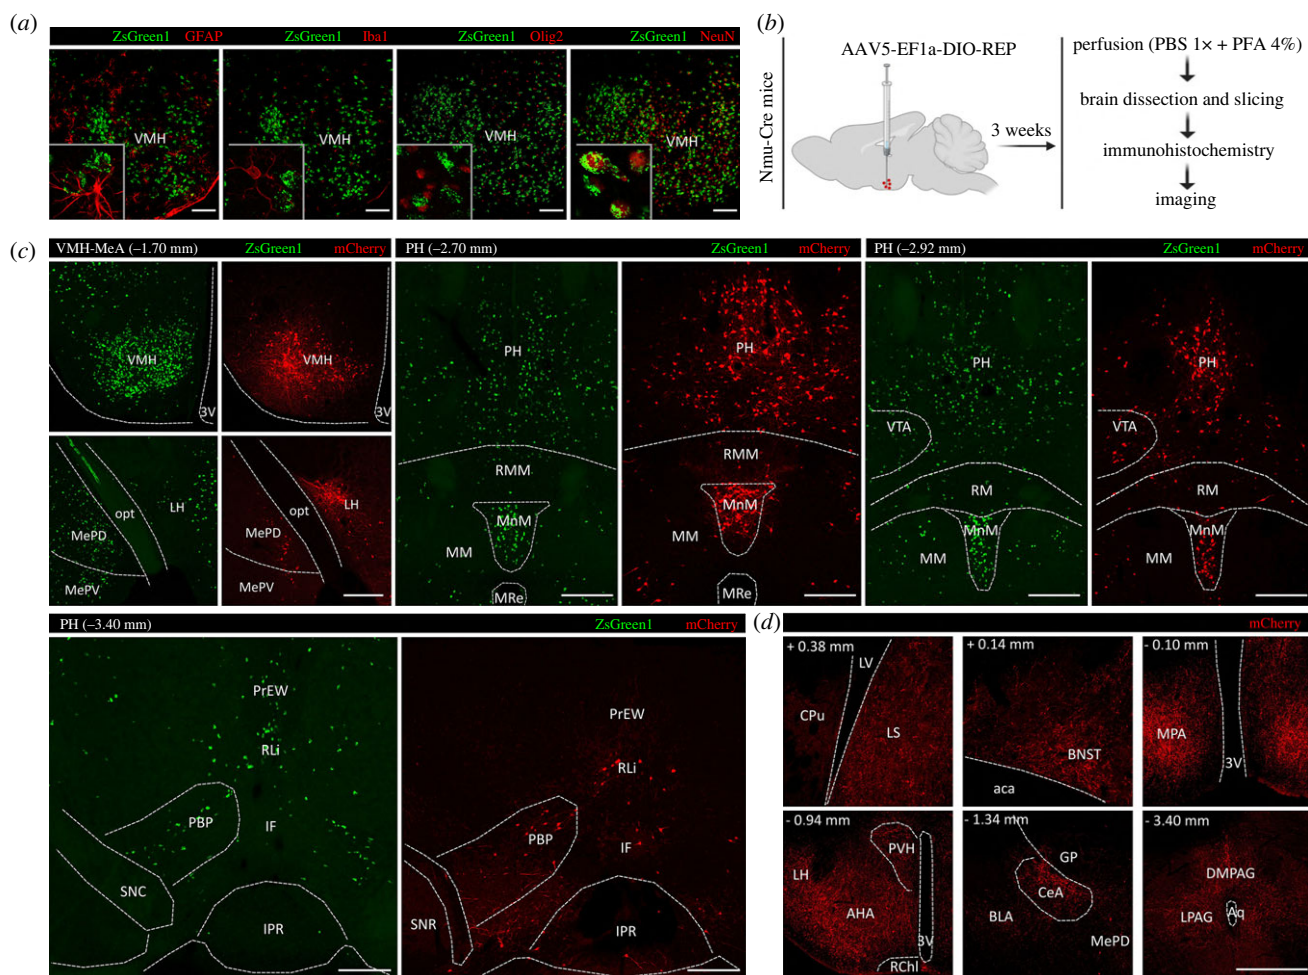 (a)
ZsGreen1 GFAP
VMH
ZsGreen1 Iba1
VMH
ZsGreen1 Olig2
VMH
ZsGreen1 NeuN
VMH
(b)
Nmu-Cre mice
AAV5-EF1a-DIO-REP
3 weeks
perfusion (PBS 1× + PFA 4%)
brain dissection and slicing
immunohistochemistry
imaging
(c)
VMH-MeA (–1.70 mm) ZsGreen1 mCherry
VMH
3V
VMH
3V
opt
LH
MePD
MePV
opt
LH
MePD
MePV
PH (–2.70 mm) ZsGreen1 mCherry
PH
RMM
MnM
MM
MRe
PH
RMM
MnM
MM
MRe
PH (–2.92 mm) ZsGreen1 mCherry
PH
VTA
RM
MnM
MM
PH
VTA
RM
MnM
MM
PH (–3.40 mm) ZsGreen1 mCherry
PrEW
RLi
PBP
IF
SNC
IPR
PrEW
RLi
PBP
IF
SNR
IPR
(d)
mCherry
+ 0.38 mm
LV
CPu
LS
+ 0.14 mm
BNST
aca
- 0.10 mm
MPA
3V
- 0.94 mm
PVH
LH
AHA
3V
RChl
- 1.34 mm
GP
CeA
BLA
MePD
- 3.40 mm
DMPAG
LPAG
Aq